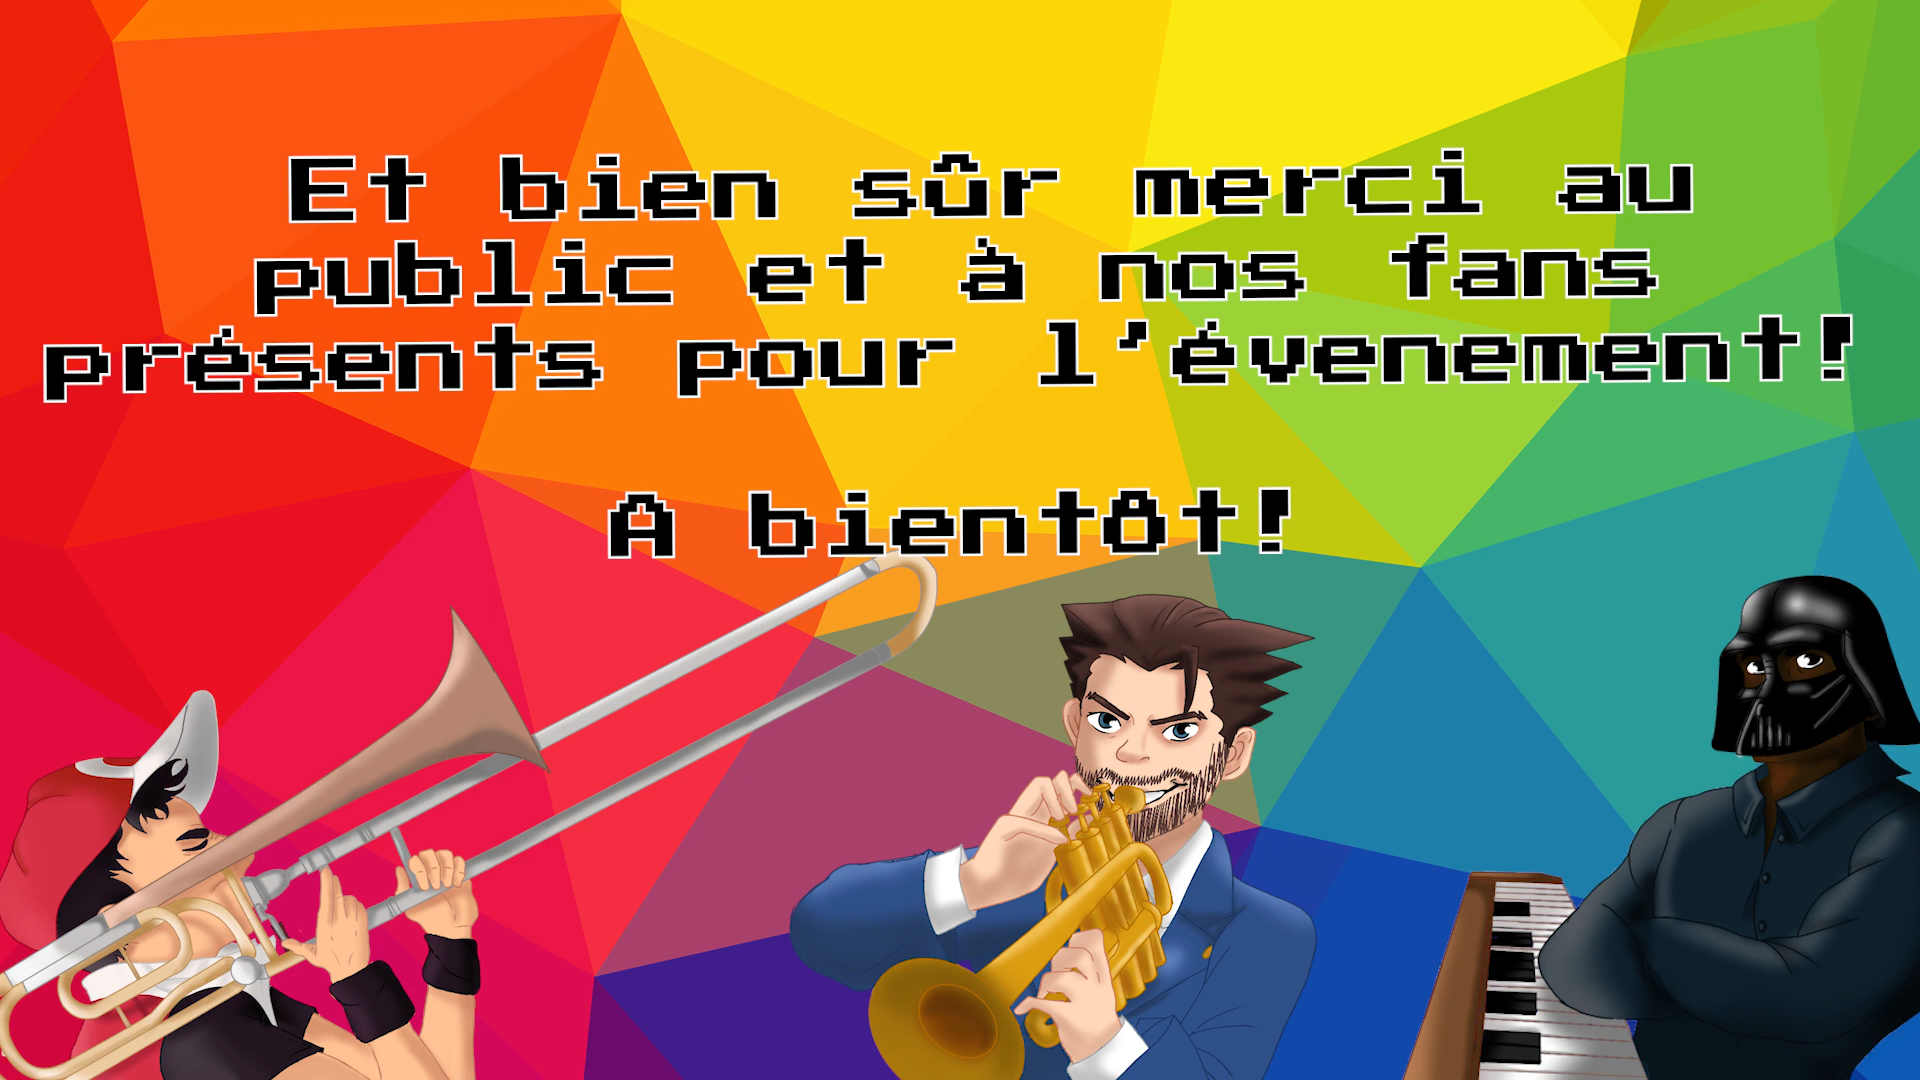 Et bien sûr merci au
public et à nos fans
présents pour l'évenement!
A bientôt!